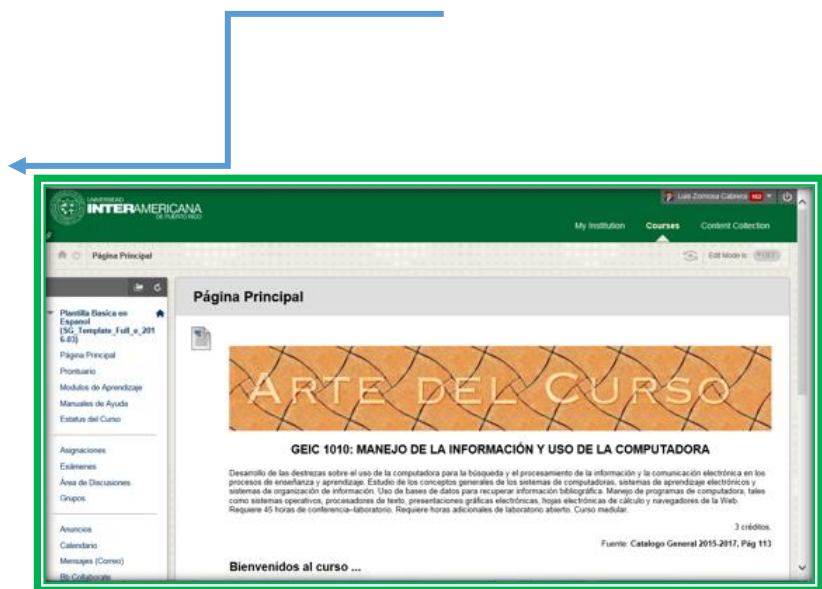 UNIVERSIDAD
INTERAMERICANA
DE PUERTO RICO
Luis Zornosa Cabrera
My Institution Courses Content Collection
Página Principal
Edit Mode is: OFF
Página Principal
Plantilla Basica en
Espanol
(SG_Template_Full_e_201
6-03)
Página Principal
Prontuario
Modulos de Aprendizaje
Manuales de Ayuda
Estatus del Curso
Asignaciones
Exámenes
Área de Discusiones
Grupos
Anuncios
Calendario
Mensajes (Correo)
Bb Collaborate
ARTE DEL CURSO
GEIC 1010: MANEJO DE LA INFORMACIÓN Y USO DE LA COMPUTADORA
Desarrollo de las destrezas sobre el uso de la computadora para la búsqueda y el procesamiento de la información y la comunicación electrónica en los
procesos de enseñanza y aprendizaje. Estudio de los conceptos generales de los sistemas de computadoras, sistemas de aprendizaje electrónicos y
sistemas de organización de información. Uso de bases de datos para recuperar información bibliográfica. Manejo de programas de computadora, tales
como sistemas operativos, procesadores de texto, presentaciones gráficas electrónicas, hojas electrónicas de cálculo y navegadores de la Web.
Requiere 45 horas de conferencia-laboratorio. Requiere horas adicionales de laboratorio abierto. Curso medular.
3 créditos.
Fuente: Catalogo General 2015-2017, Pág 113
Bienvenidos al curso ...